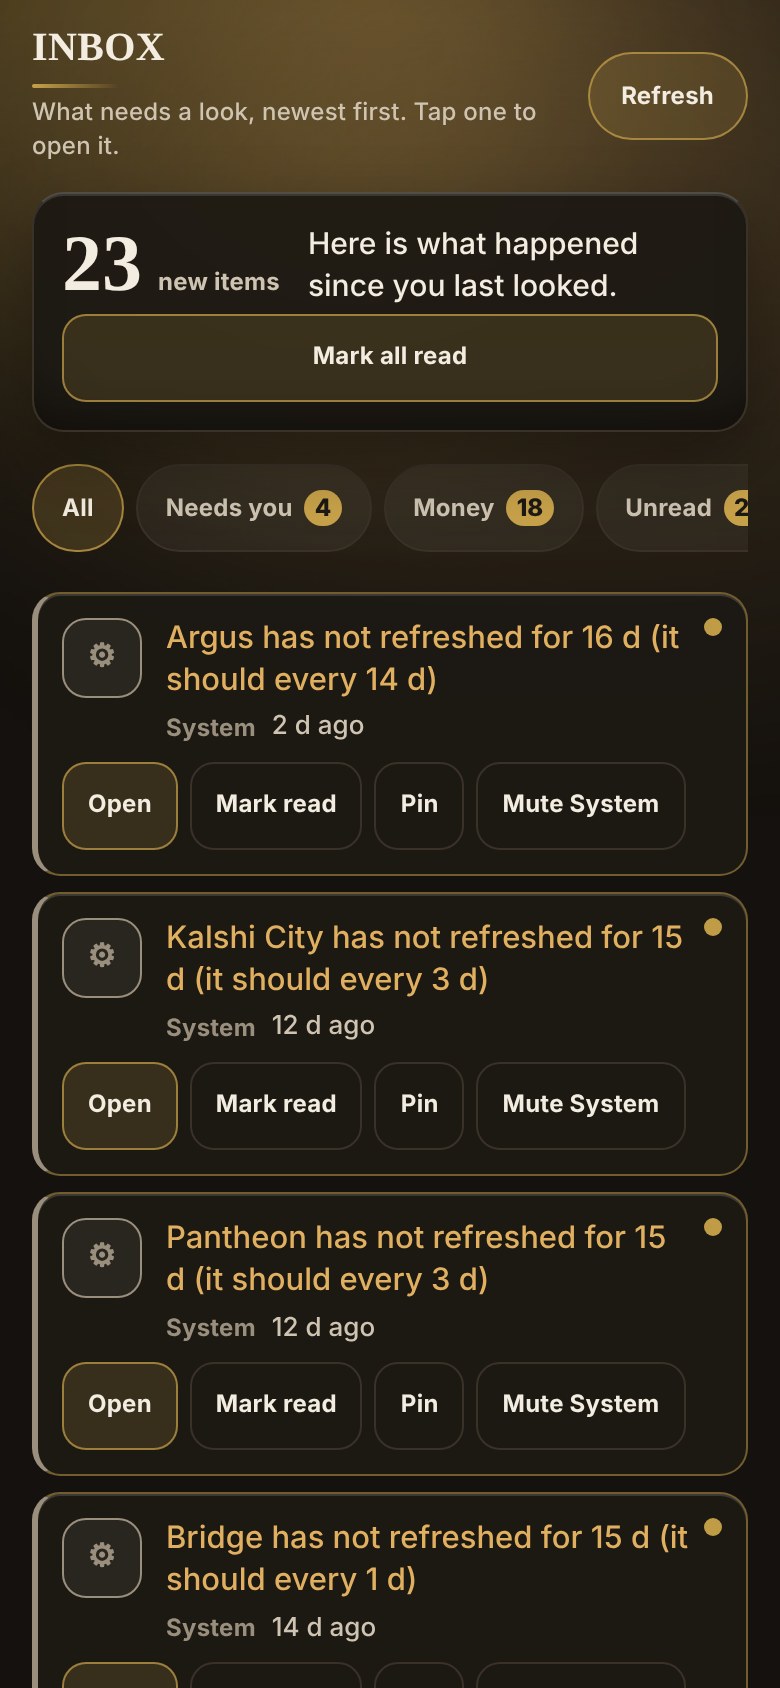 INBOX
What needs a look, newest first. Tap one to
open it.
Refresh
23 new items
Here is what happened
since you last looked.
Mark all read
All
Needs you 4
Money 18
Unread 2
Argus has not refreshed for 16 d (it
should every 14 d)
System 2 d ago
Open
Mark read
Pin
Mute System
Kalshi City has not refreshed for 15
d (it should every 3 d)
System 12 d ago
Open
Mark read
Pin
Mute System
Pantheon has not refreshed for 15
d (it should every 3 d)
System 12 d ago
Open
Mark read
Pin
Mute System
Bridge has not refreshed for 15 d (it
should every 1 d)
System 14 d ago